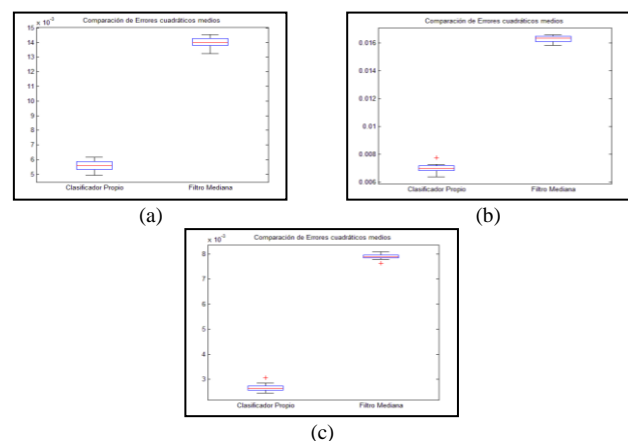 x 10⁻³
Comparación de Errores cuadráticos medios
15
14
13
12
11
10
9
8
7
6
5
Clasificador Propio Filtro Mediana
(a)
Comparación de Errores cuadráticos medios
0.016
0.014
0.012
0.01
0.008
0.006
Clasificador Propio Filtro Mediana
(b)
x 10⁻³
Comparación de Errores cuadráticos medios
8
7
6
5
4
3
Clasificador Propio Filtro Mediana
(c)